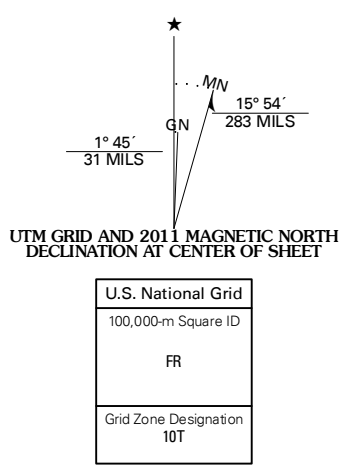 ★
MN
GN
15° 54´
283 MILS
1° 45´
31 MILS
UTM GRID AND 2011 MAGNETIC NORTH
DECLINATION AT CENTER OF SHEET
U.S. National Grid
100,000-m Square ID
FR
Grid Zone Designation
10T